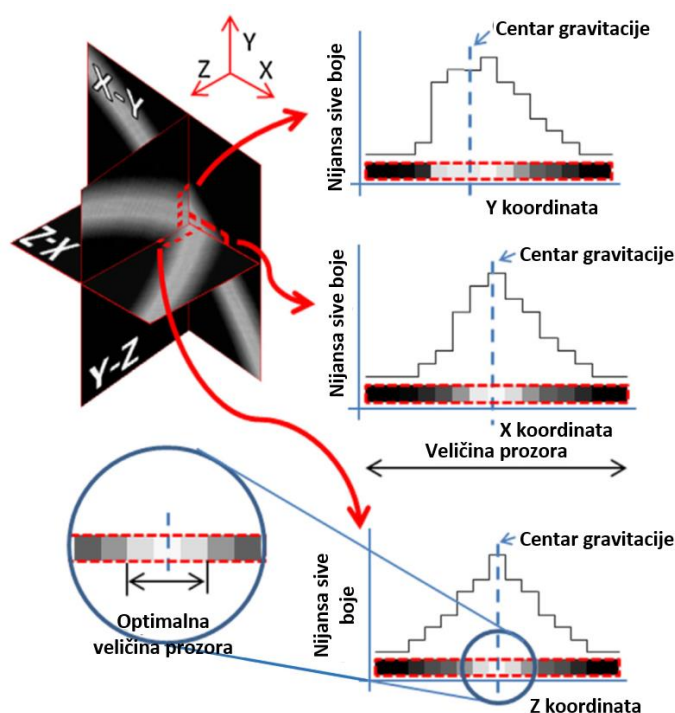 X-Y
Z-X
Y-Z
Y
Z
X
Centar gravitacije
Nijansa sive boje
Y koordinata
Centar gravitacije
Nijansa sive boje
X koordinata
Veličina prozora
Optimalna
veličina prozora
Centar gravitacije
Nijansa sive
boje
Z koordinata